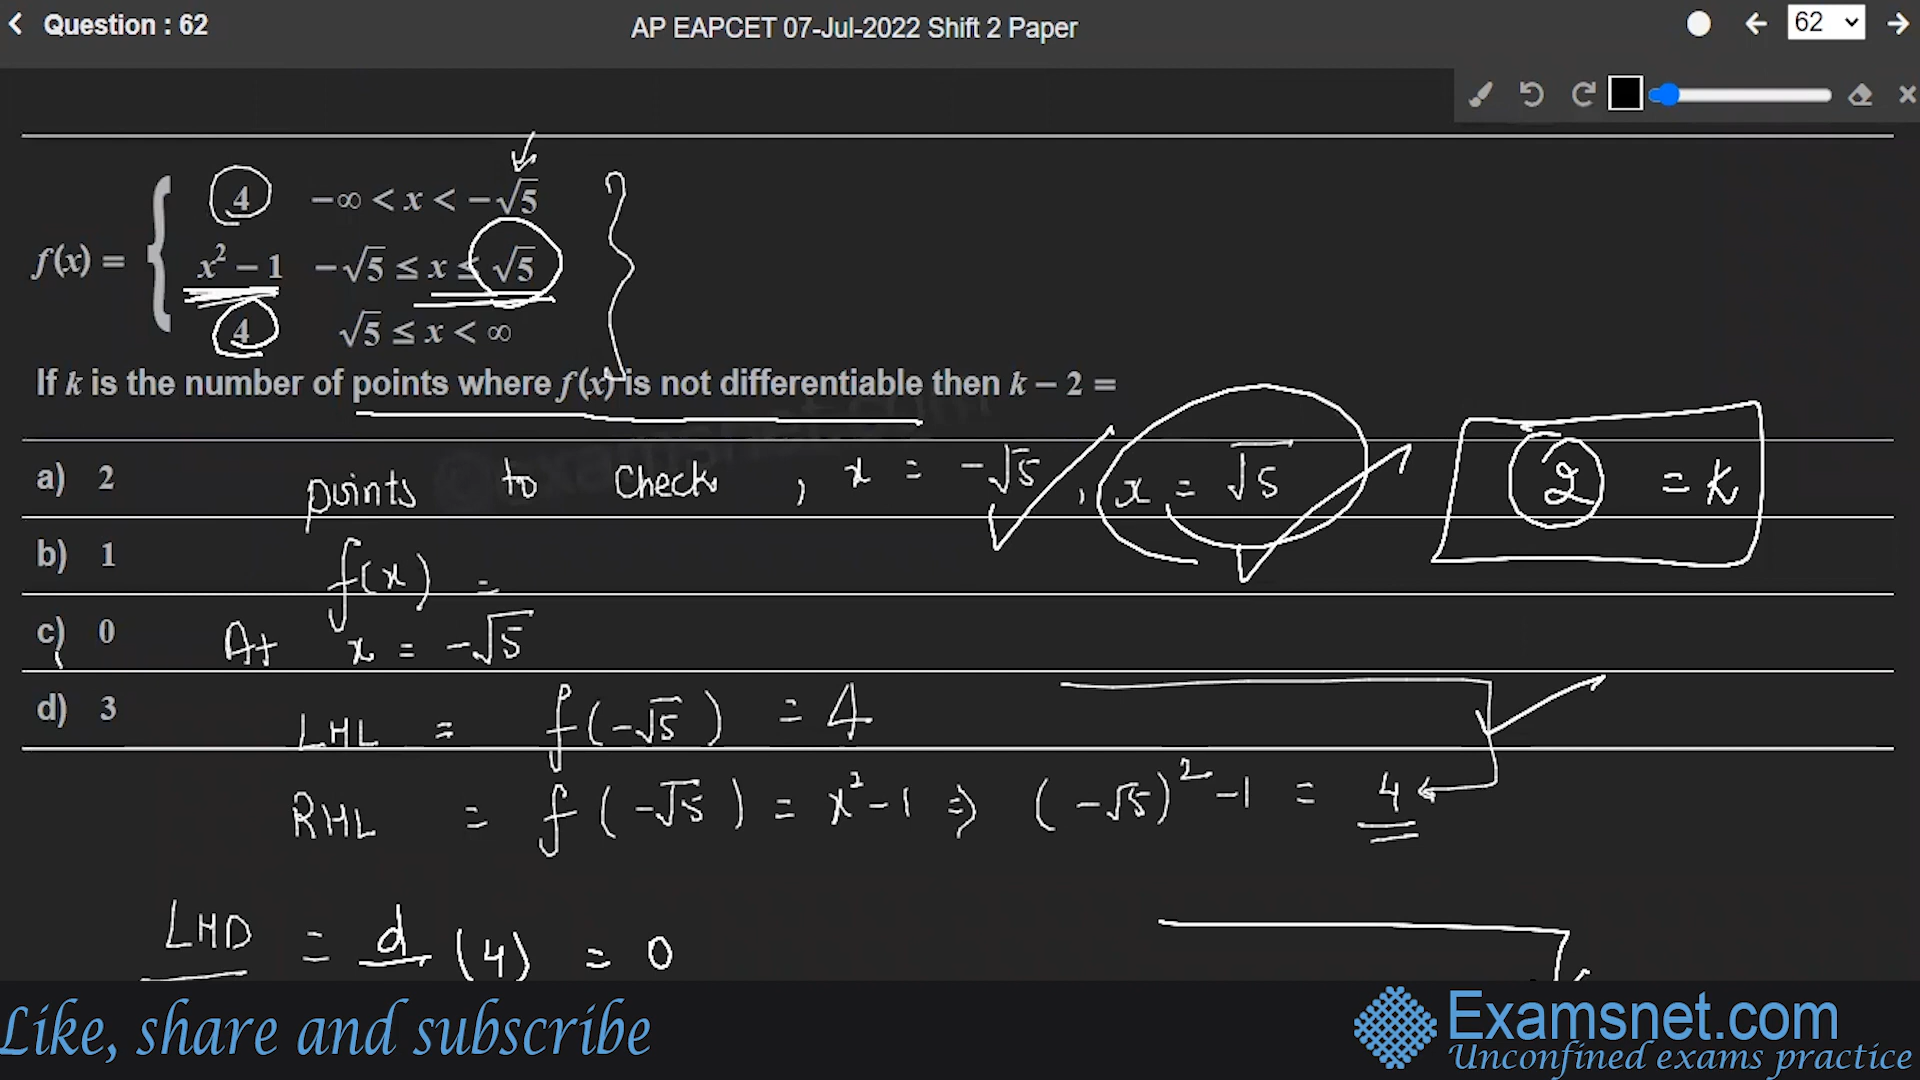 Question : 62
AP EAPCET 07-Jul-2022 Shift 2 Paper
62
f(x) = { 4 −∞ < x < −√5
x² − 1 −√5 ≤ x ≤ √5
4 √5 ≤ x < ∞
If k is the number of points where f(x) is not differentiable then k − 2 =
a) 2
b) 1
c) 0
d) 3
points to check , x = −√5 , x = √5
2 = k
f(x) =
At x = −√5
LHL = f(−√5) = 4
RHL = f(−√5) = x²−1 ⇒ (−√5)²−1 = 4
LHD = d (4) = 0
Like, share and subscribe
Examsnet.com
Unconfined exams practice